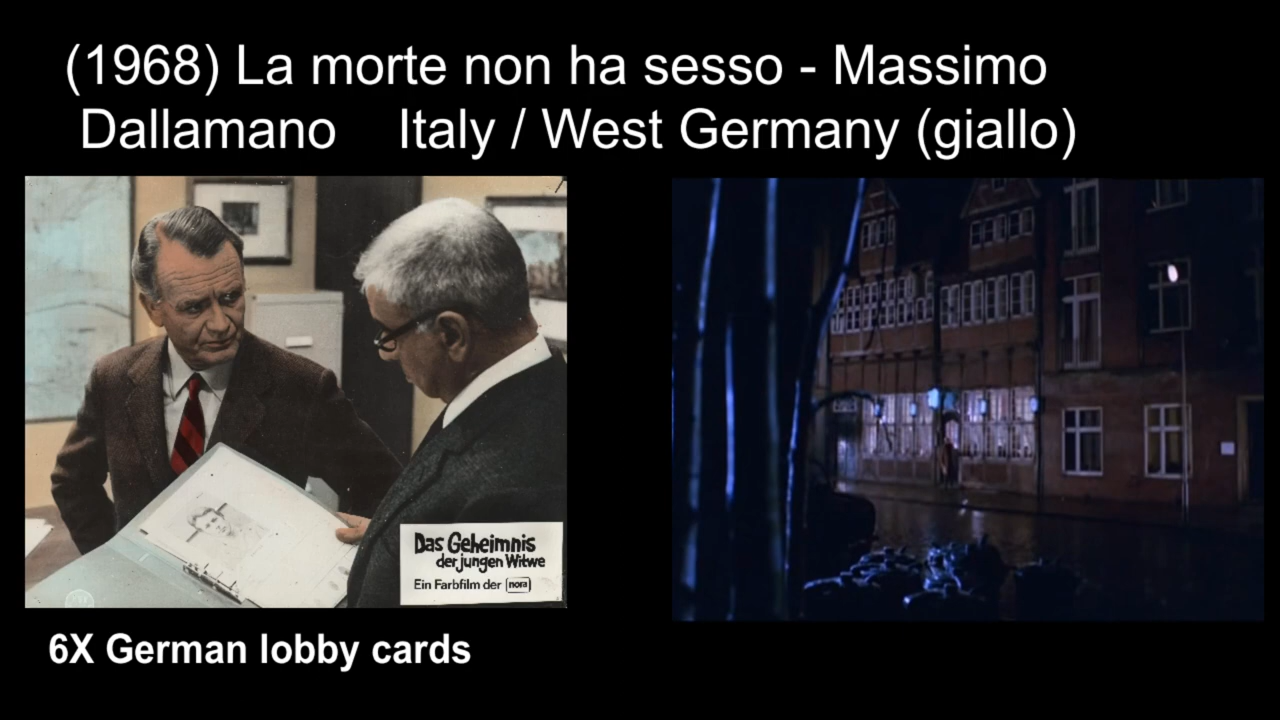 (1968) La morte non ha sesso - Massimo
Dallamano Italy / West Germany (giallo)
Das Geheimnis
der jungen Witwe
Ein Farbfilm der nora
6X German lobby cards